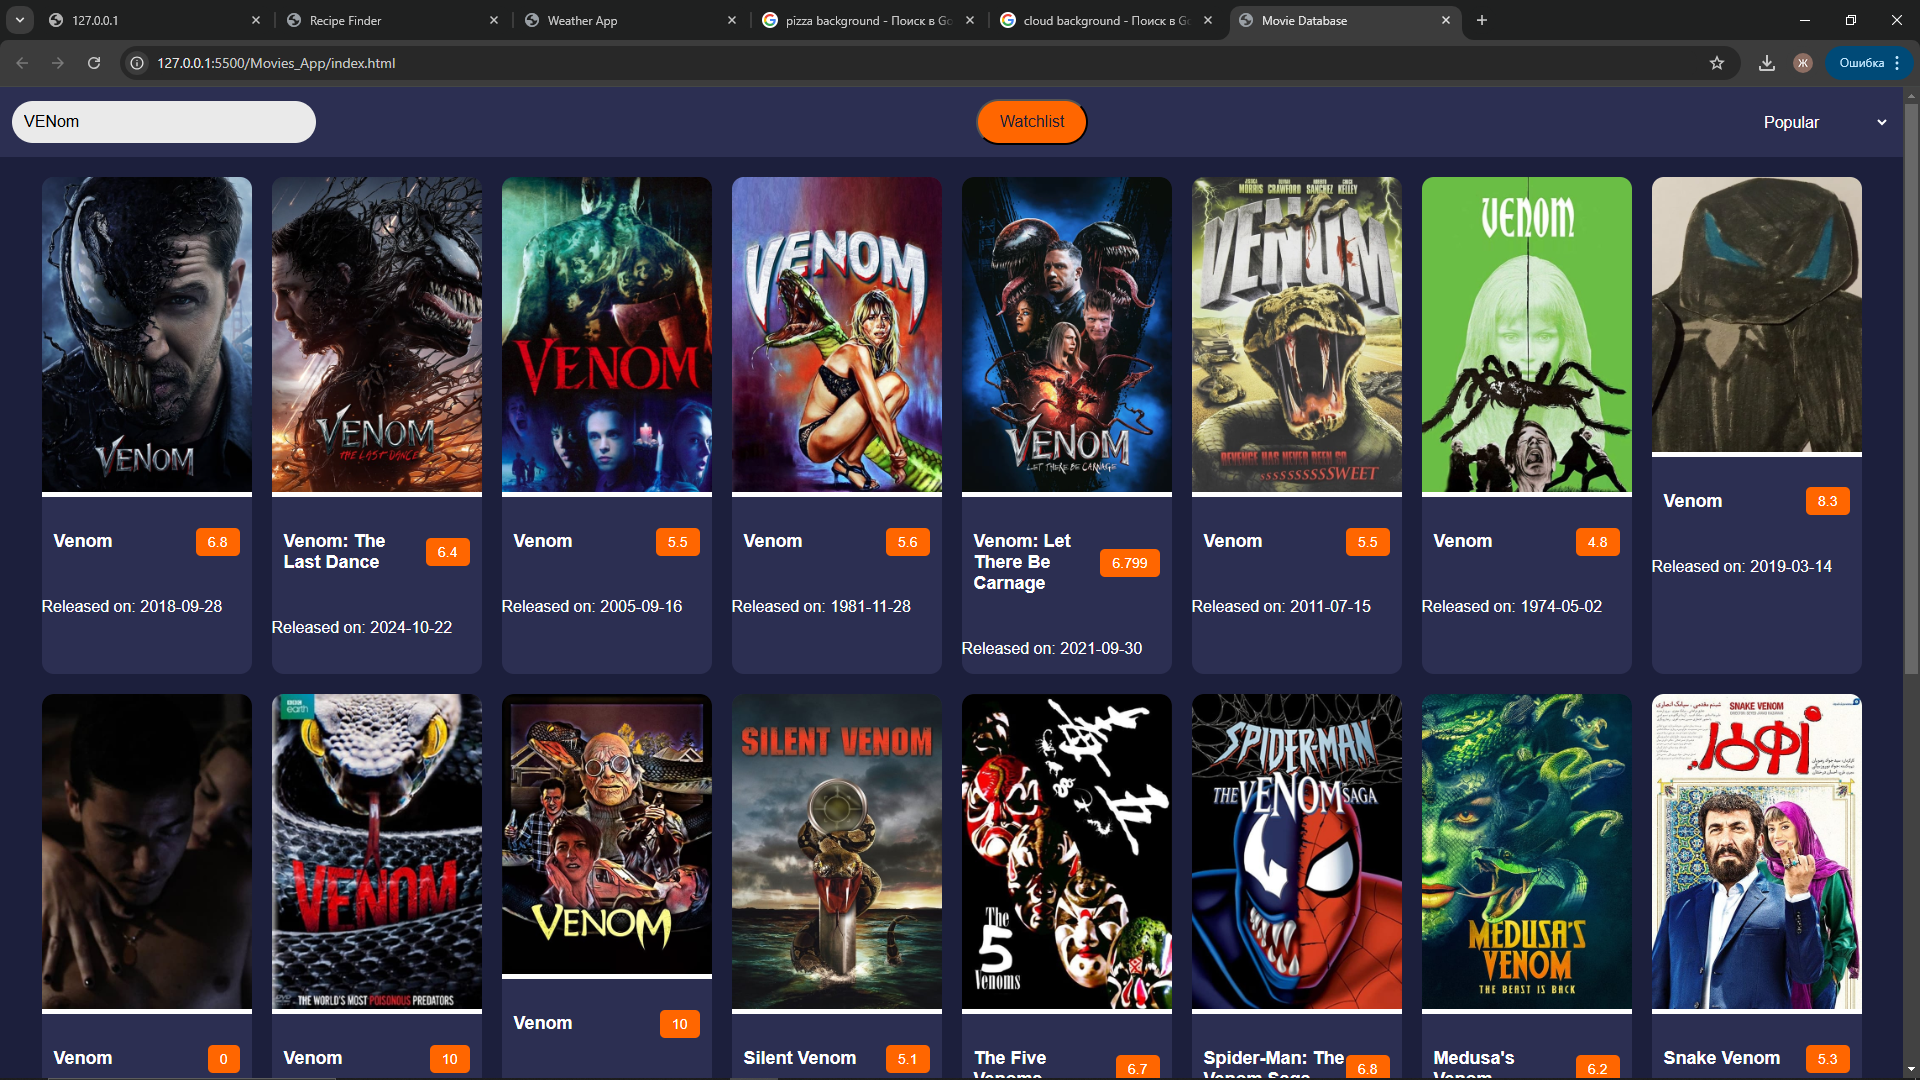 127.0.0.1
Recipe Finder
Weather App
pizza background - Поиск в Go
cloud background - Поиск в Go
Movie Database
127.0.0.1:5500/Movies_App/index.html
Ж
Ошибка
VENom
Watchlist
Popular
VENOM
VENOM
THE LAST DANCE
VENOM
VENOM
VENOM
LET THERE BE CARNAGE
JESSICA MORRIS
CRAWFORD
SANCHEZ
KELLEY
VENOM
REVENGE HAS NEVER BEEN SO
SSSSSSSSSSWEET
VENOM
Venom
6.8
Venom: The
Last Dance
6.4
Venom
5.5
Venom
5.6
Venom: Let
There Be
Carnage
6.799
Venom
5.5
Venom
4.8
Venom
8.3
Released on: 2018-09-28
Released on: 2024-10-22
Released on: 2005-09-16
Released on: 1981-11-28
Released on: 2021-09-30
Released on: 2011-07-15
Released on: 1974-05-02
Released on: 2019-03-14
BBC
earth
VENOM
THE WORLD'S MOST POISONOUS PREDATORS
VENOM
SILENT VENOM
The
5
Venoms
SPIDER-MAN
THE VENOM SAGA
MEDUSA'S
VENOM
THE BEAST IS BACK
SNAKE VENOM
Venom
0
Venom
10
Venom
10
Silent Venom
5.1
The Five
Venoms
6.7
Spider-Man: The
Venom Saga
6.8
Medusa's
Venom
6.2
Snake Venom
5.3